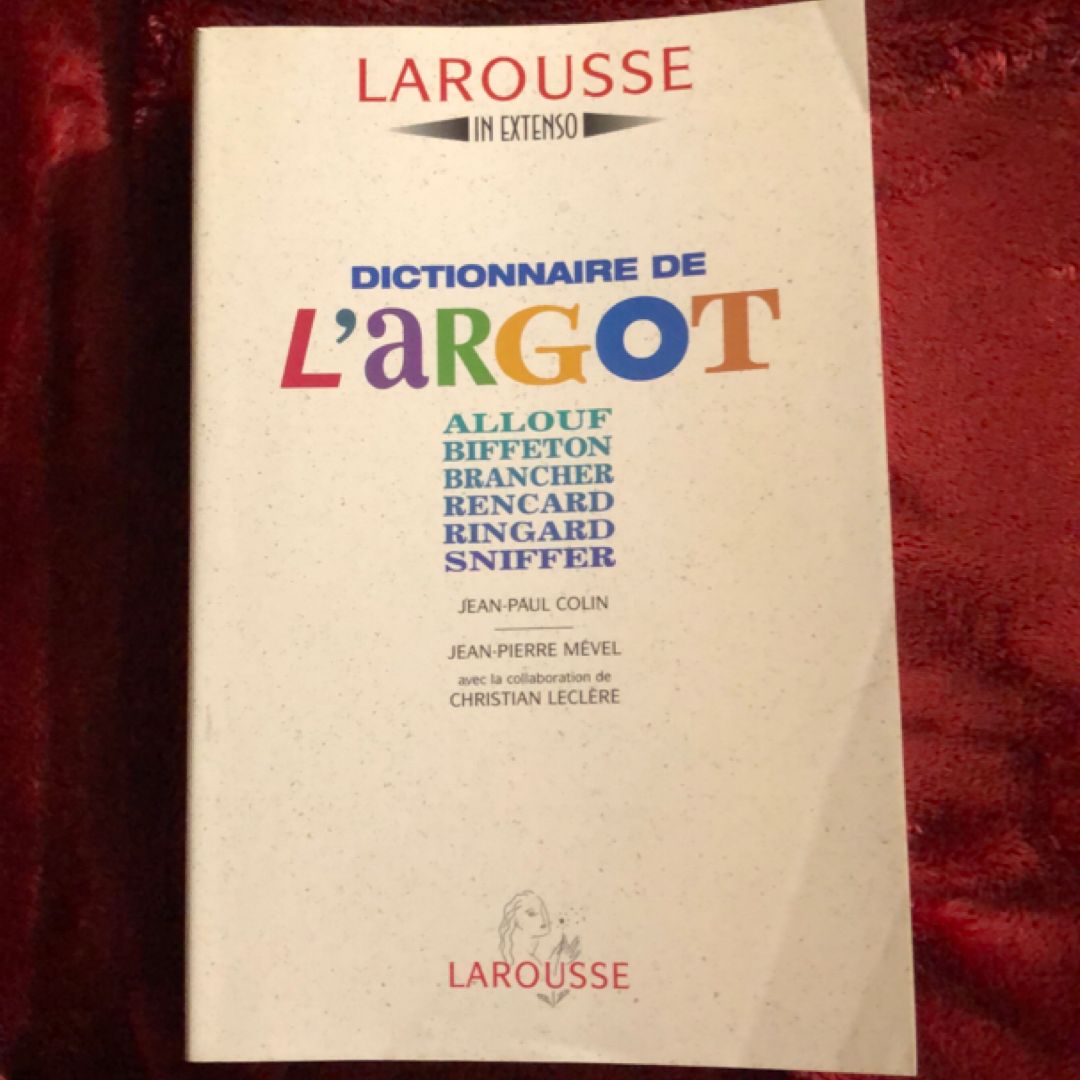 LAROUSSE
IN EXTENSO
DICTIONNAIRE DE
L'aRGOT
ALLOUF
BIFFETON
BRANCHER
RENCARD
RINGARD
SNIFFER
JEAN-PAUL COLIN
JEAN-PIERRE MÉVEL
avec la collaboration de
CHRISTIAN LECLÈRE
LAROUSSE